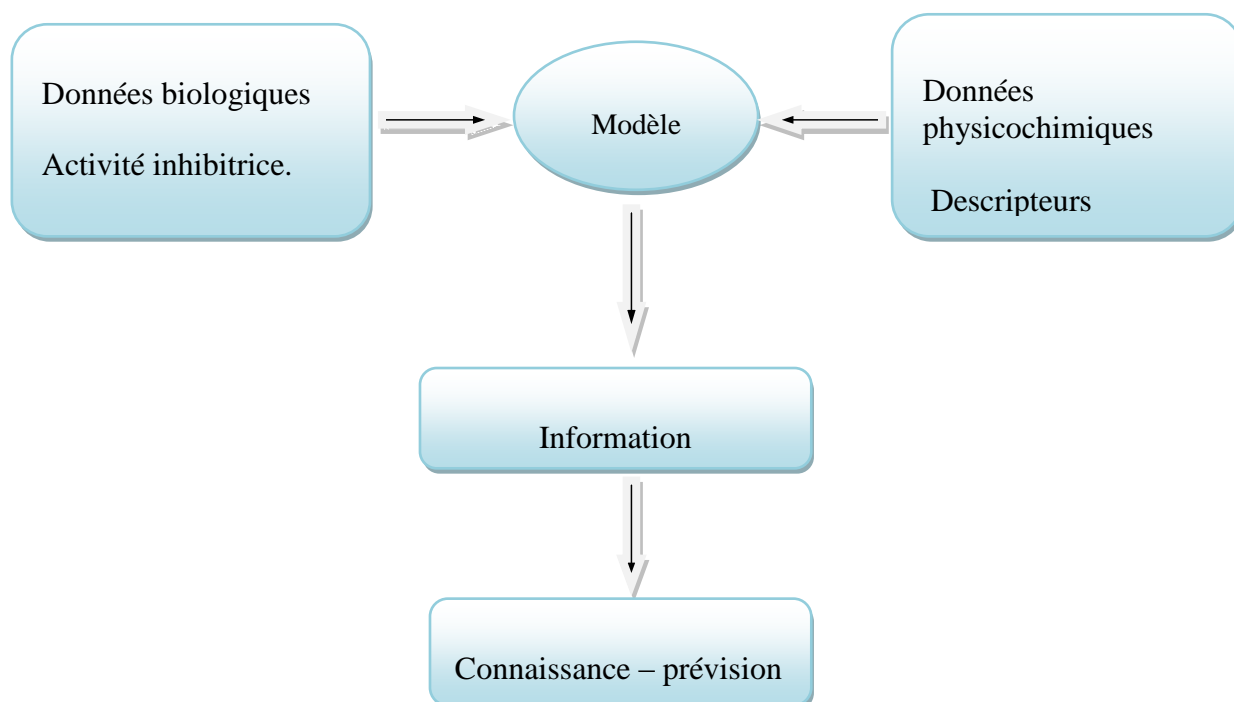 Données biologiques
Activité inhibitrice.
Modèle
Données
physicochimiques
Descripteurs
Information
Connaissance – prévision